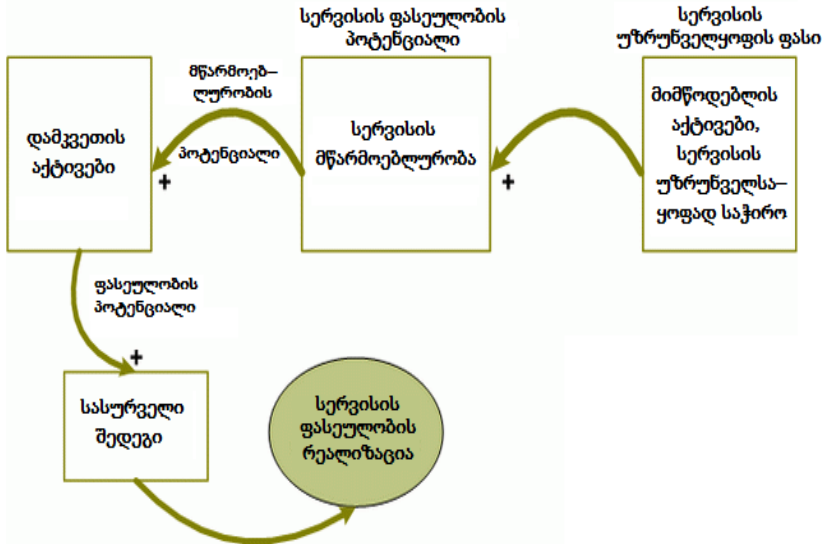 სერვისის ფასეულობის
პოტენციალი
სერვისის
უზრუნველყოფის ფასი
მწარმოებ–
ლურობის
პოტენციალი
დამკვეთის
აქტივები
+
სერვისის
მწარმოებლურობა
+
მიმწოდებლის
აქტივები,
სერვისის
უზრუნველსა–
ყოფად საჭირო
ფასეულობის
პოტენციალი
+
სასურველი
შედეგი
სერვისის
ფასეულობის
რეალიზაცია